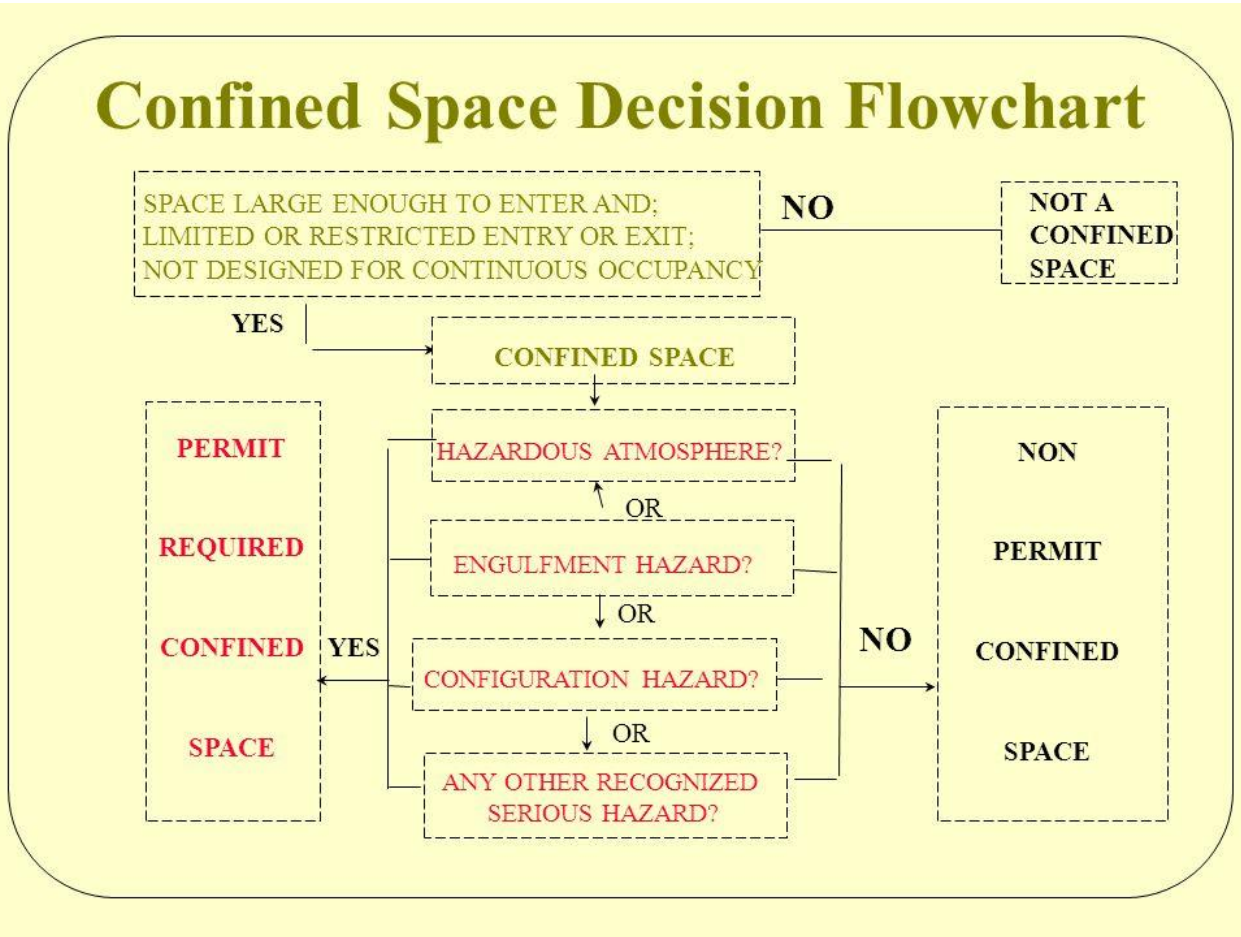 Confined Space Decision Flowchart
SPACE LARGE ENOUGH TO ENTER AND;
LIMITED OR RESTRICTED ENTRY OR EXIT;
NOT DESIGNED FOR CONTINUOUS OCCUPANCY
NO
NOT A
CONFINED
SPACE
YES
CONFINED SPACE
HAZARDOUS ATMOSPHERE?
OR
ENGULFMENT HAZARD?
OR
CONFIGURATION HAZARD?
OR
ANY OTHER RECOGNIZED
SERIOUS HAZARD?
YES
PERMIT
REQUIRED
CONFINED
SPACE
NO
NON
PERMIT
CONFINED
SPACE